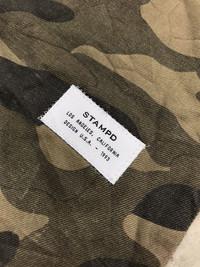 STAMPD
LOS ANGELES, CALIFORNIA
DESIGN U.S.A. - 1993